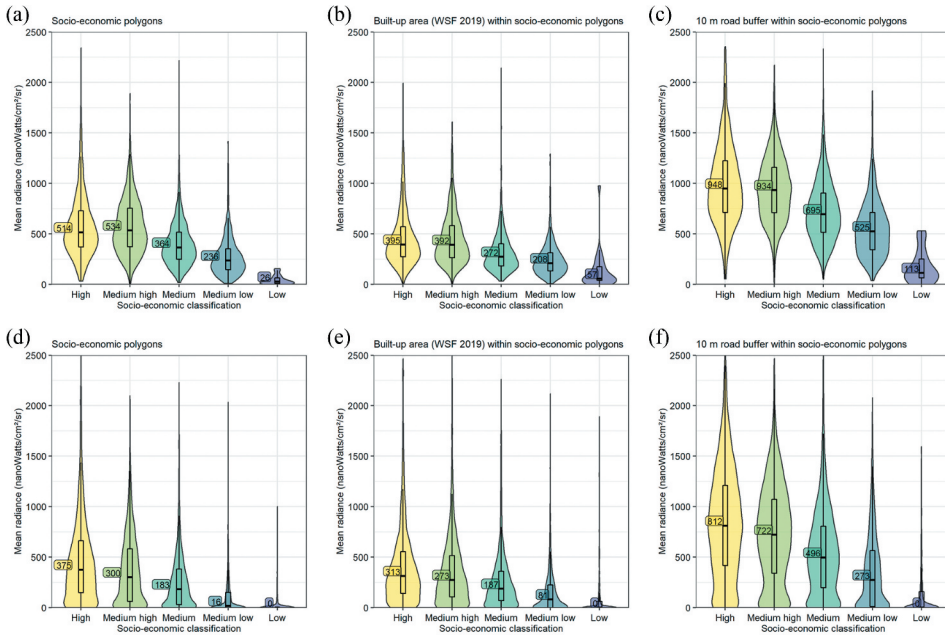 (a)
Socio-economic polygons
Mean radiance (nanoWatts/cm²/sr)
2500
2000
1500
1000
500
0
514
534
364
236
26
High Medium high Medium Medium low Low
Socio-economic classification
(b)
Built-up area (WSF 2019) within socio-economic polygons
Mean radiance (nanoWatts/cm²/sr)
2500
2000
1500
1000
500
0
395
392
272
208
57
High Medium high Medium Medium low Low
Socio-economic classification
(c)
10 m road buffer within socio-economic polygons
Mean radiance (nanoWatts/cm²/sr)
2500
2000
1500
1000
500
0
948
934
695
525
113
High Medium high Medium Medium low Low
Socio-economic classification
(d)
Socio-economic polygons
Mean radiance (nanoWatts/cm²/sr)
2500
2000
1500
1000
500
0
375
300
183
16
0
High Medium high Medium Medium low Low
Socio-economic classification
(e)
Built-up area (WSF 2019) within socio-economic polygons
Mean radiance (nanoWatts/cm²/sr)
2500
2000
1500
1000
500
0
313
273
187
81
0
High Medium high Medium Medium low Low
Socio-economic classification
(f)
10 m road buffer within socio-economic polygons
Mean radiance (nanoWatts/cm²/sr)
2500
2000
1500
1000
500
0
812
722
496
273
0
High Medium high Medium Medium low Low
Socio-economic classification